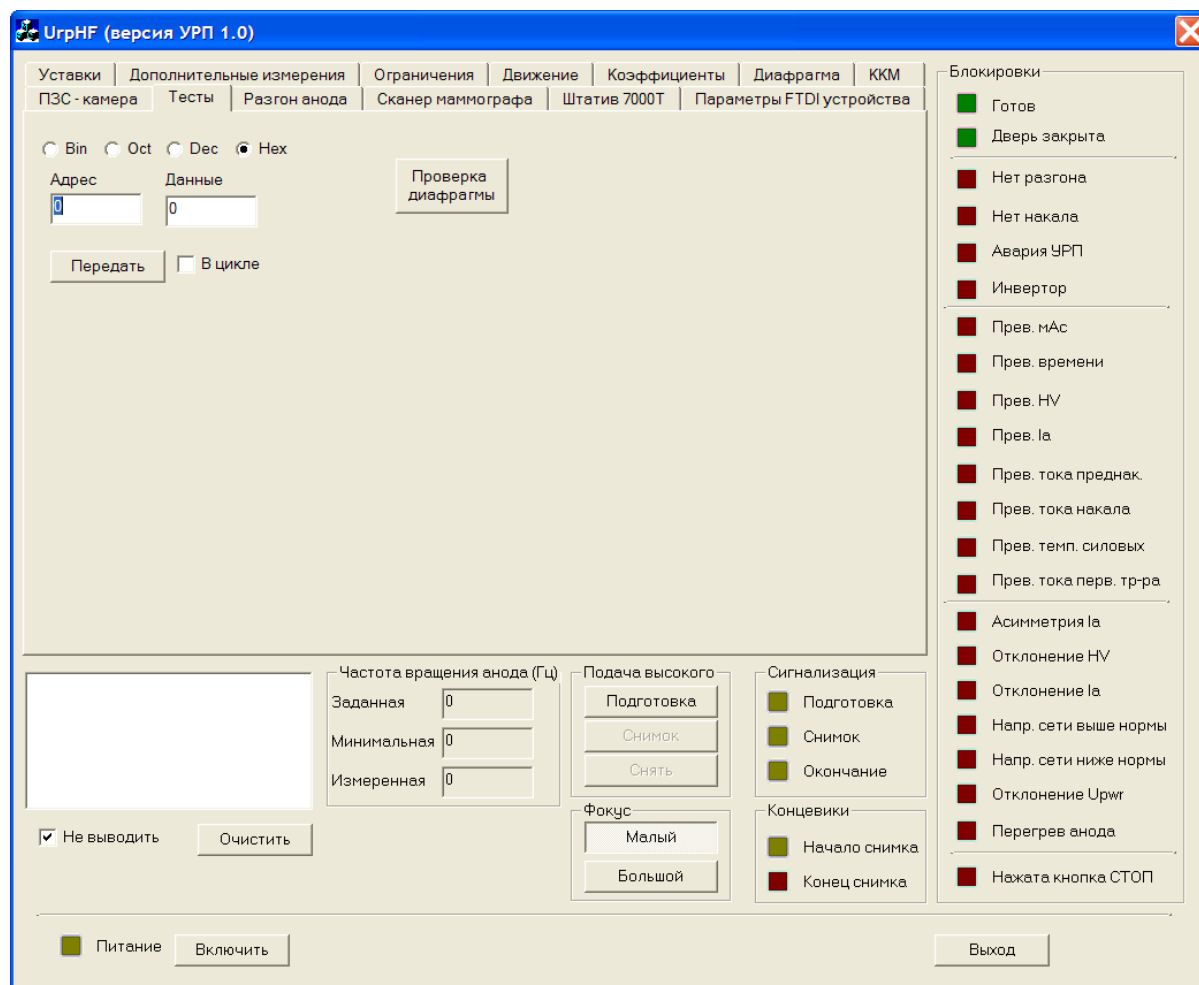 UrpHF (версия УРП 1.0)
Уставки Дополнительные измерения Ограничения Движение Коэффициенты Диафрагма ККМ
ПЗС - камера Тесты Разгон анода Сканер маммографа Штатив 7000Т Параметры FTDI устройства
Bin Oct Dec Hex
Адрес Данные
0 0
Проверка
диафрагмы
Передать В цикле
Частота вращения анода (Гц)
Заданная 0
Минимальная 0
Измеренная 0
Не выводить Очистить
Подача высокого
Подготовка
Снимок
Снять
Фокус
Малый
Большой
Сигнализация
Подготовка
Снимок
Окончание
Концевики
Начало снимка
Конец снимка
Блокировки
Готов
Дверь закрыта
Нет разгона
Нет накала
Авария УРП
Инвертор
Прев. мАс
Прев. времени
Прев. HV
Прев. Ia
Прев. тока преднак.
Прев. тока накала
Прев. темп. силовых
Прев. тока перв. тр-ра
Асимметрия Ia
Отклонение HV
Отклонение Ia
Напр. сети выше нормы
Напр. сети ниже нормы
Отклонение Upwr
Перегрев анода
Нажата кнопка СТОП
Питание Включить
Выход